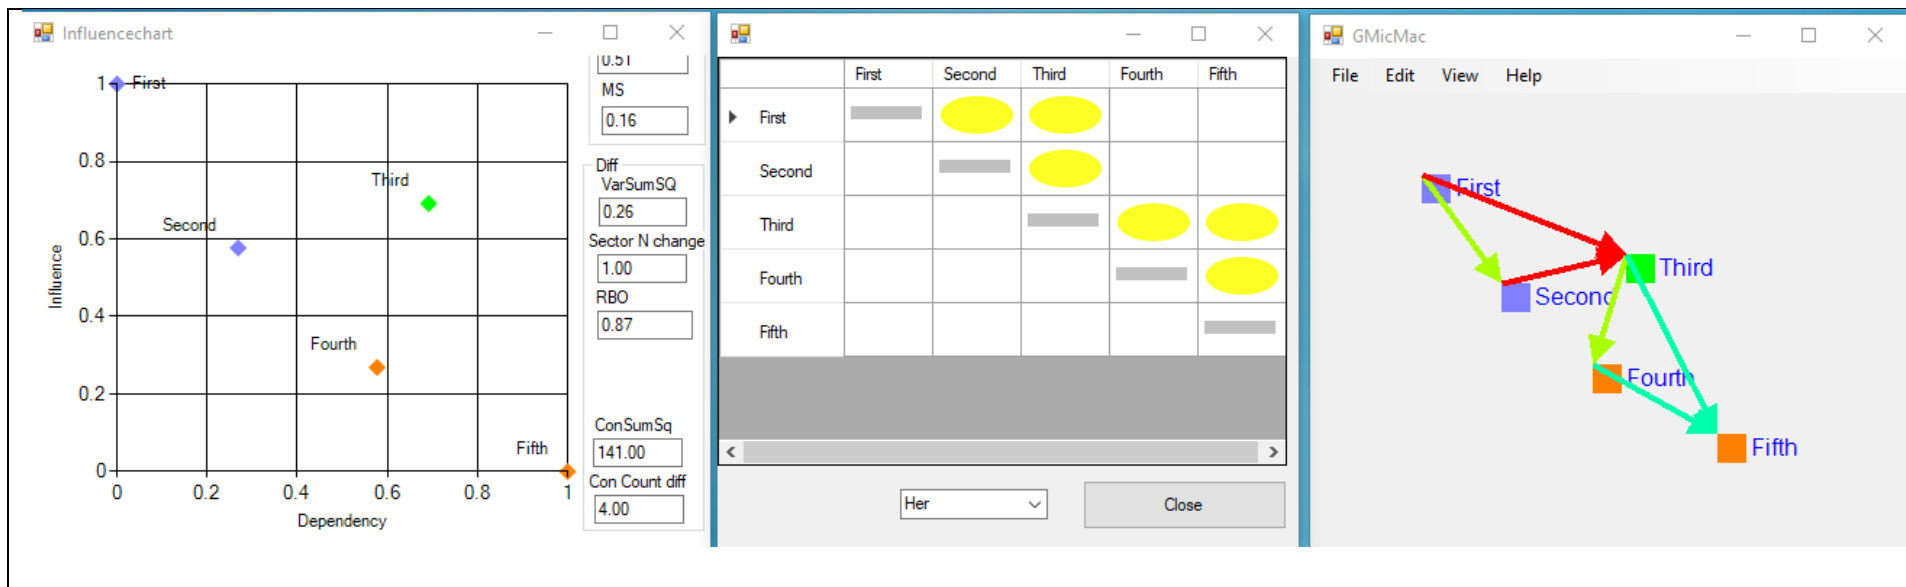 Influencechart
0.51
MS
0.16
Diff
VarSumSQ
0.26
Sector N change
1.00
RBO
0.87
ConSumSq
141.00
Con Count diff
4.00
1
0.8
0.6
0.4
0.2
0
0
0.2
0.4
0.6
0.8
1
Influence
Dependency
First
Third
Second
Fourth
Fifth
First Second Third Fourth Fifth
First
Second
Third
Fourth
Fifth
Her
Close
GMicMac
File Edit View Help
First
Third
Second
Fourth
Fifth